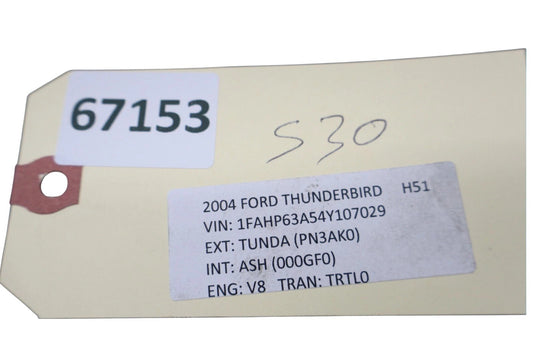 67153
S30
2004 FORD THUNDERBIRD H51
VIN: 1FAHP63A54Y107029
EXT: TUNDA (PN3AK0)
INT: ASH (000GF0)
ENG: V8 TRAN: TRTL0